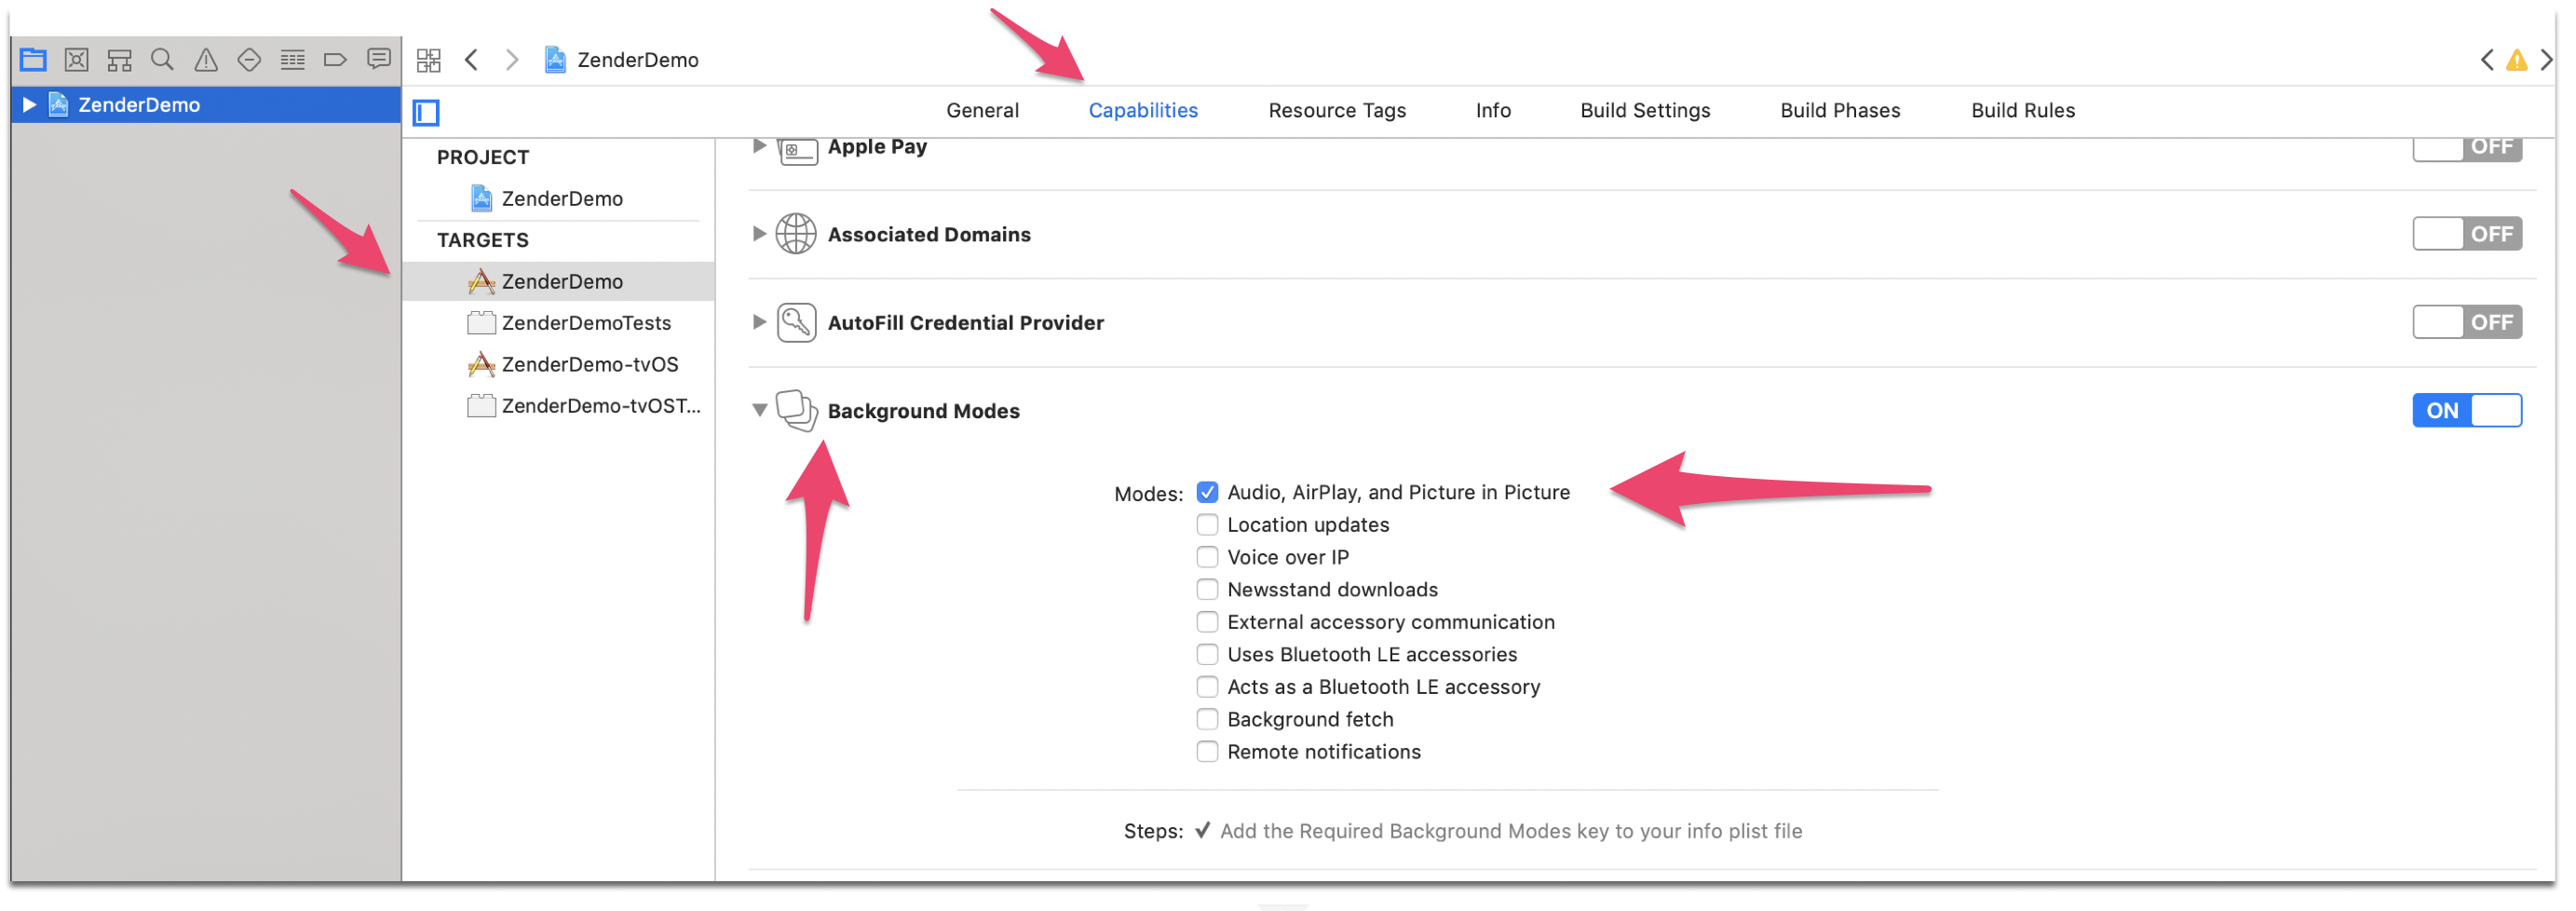 ZenderDemo
ZenderDemo
General Capabilities Resource Tags Info Build Settings Build Phases Build Rules
PROJECT
ZenderDemo
TARGETS
ZenderDemo
ZenderDemoTests
ZenderDemo-tvOS
ZenderDemo-tvOST...
Apple Pay OFF
Associated Domains OFF
AutoFill Credential Provider OFF
Background Modes ON
Modes: Audio, AirPlay, and Picture in Picture
Location updates
Voice over IP
Newsstand downloads
External accessory communication
Uses Bluetooth LE accessories
Acts as a Bluetooth LE accessory
Background fetch
Remote notifications
Steps: ✓ Add the Required Background Modes key to your info plist file